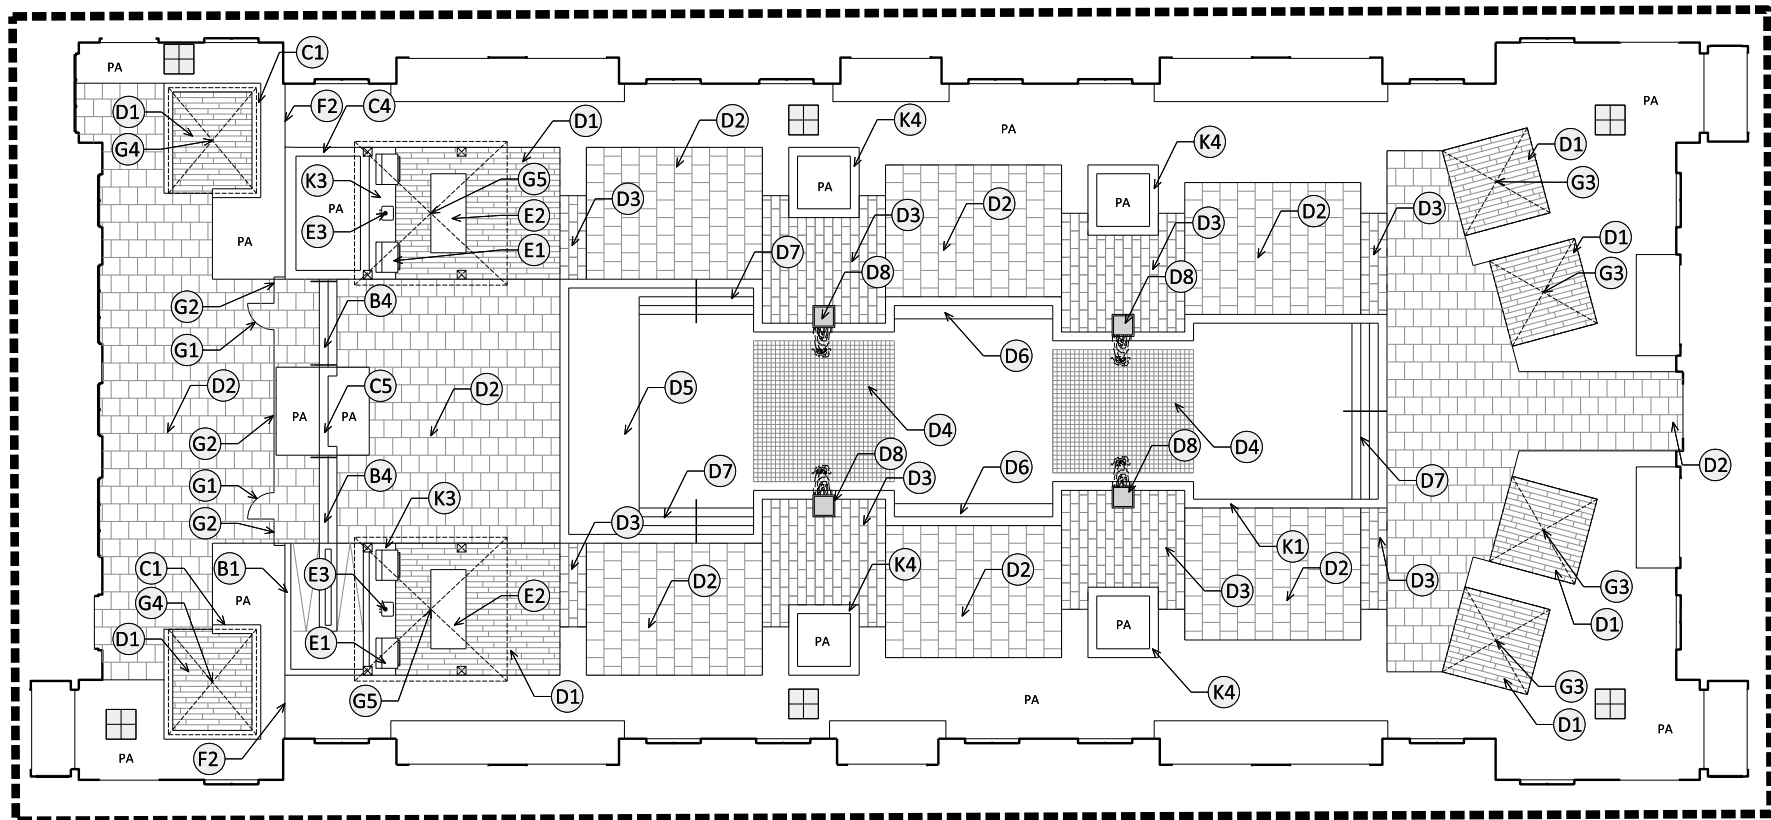 C1
PA
PA
F2 C4
D1
D1 D2 K4
PA
K4
D1
G4
K3
G5
D3
D2
D3
D2
G3
PA
E3
E2
D3
D2
D3
PA
PA
PA
E1
D7
D8
D8
D1
G3
G2
B4
G1
D6
D2
C5
D2
D5
PA PA
D4
D4
G2
D8
D8
D2
G1
B4
D7
D3
D6
D7
K3
G2
D3
K1
C1
B1
E3
D2
K4
D2
D2
D3
G3
PA
G4
E2
D3
D1
E1
PA
PA
D1
G5
D1
K4
G3
PA
D1
PA
F2
PA